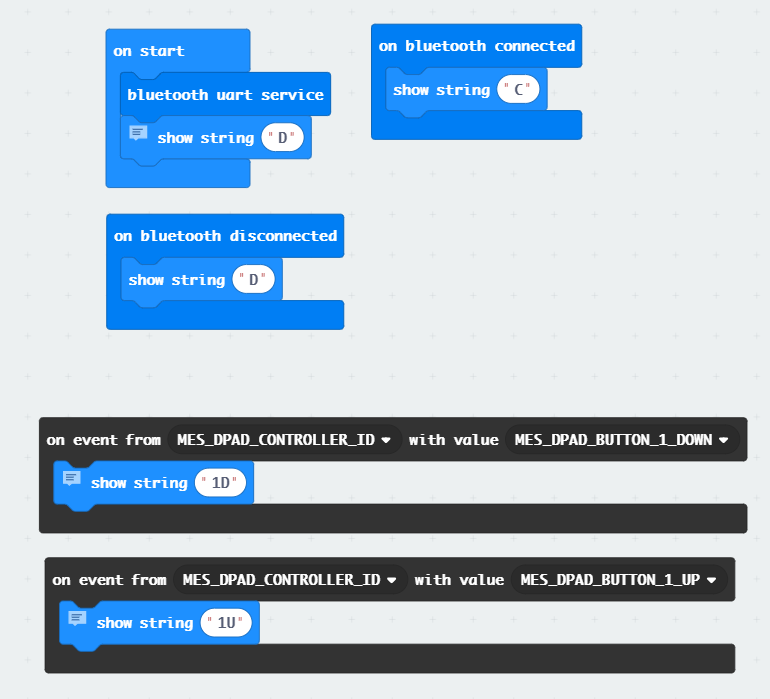 on start
bluetooth uart service
show string "D"
on bluetooth connected
show string "C"
on bluetooth disconnected
show string "D"
on event from MES_DPAD_CONTROLLER_ID with value MES_DPAD_BUTTON_1_DOWN
show string "1D"
on event from MES_DPAD_CONTROLLER_ID with value MES_DPAD_BUTTON_1_UP
show string "1U"